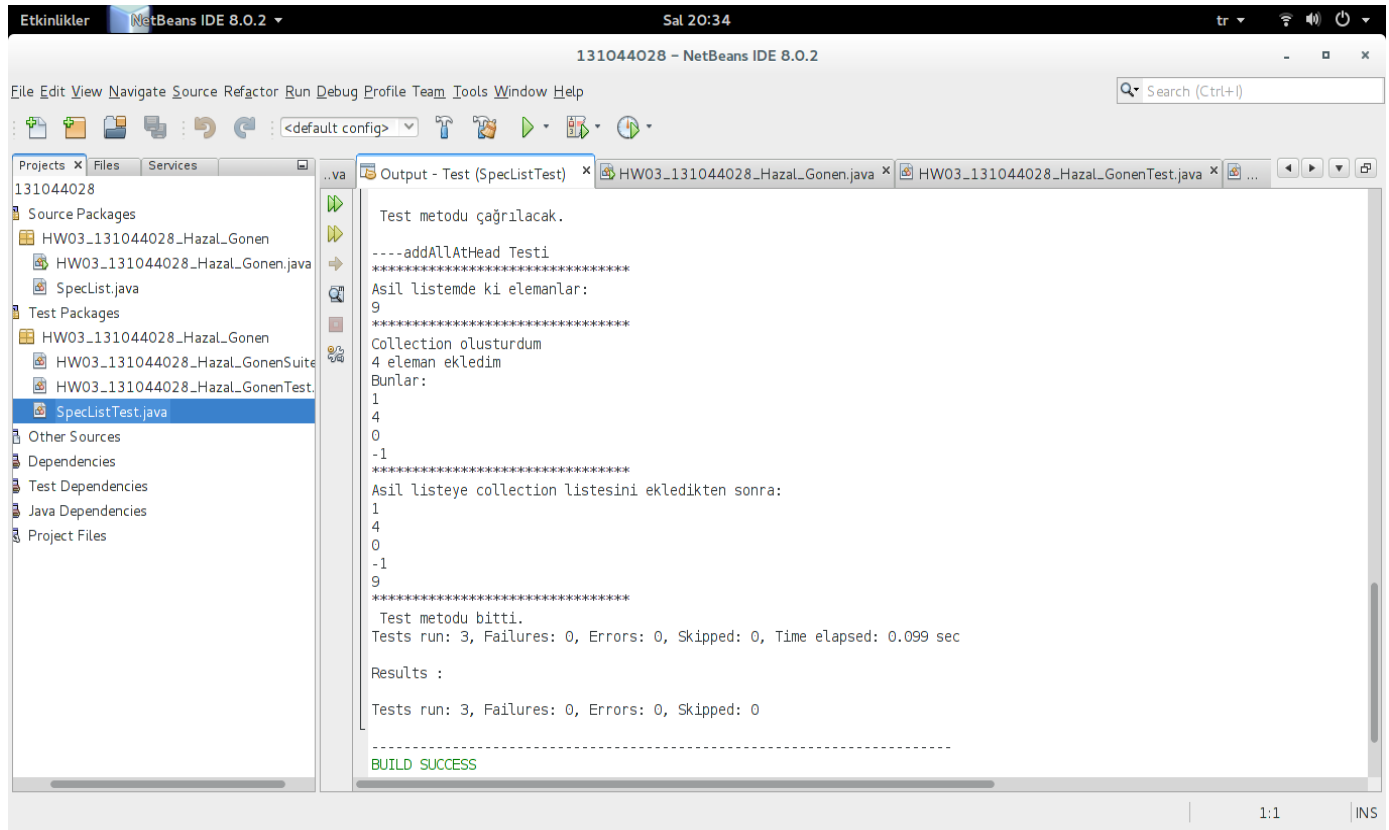 Etkinlikler NetBeans IDE 8.0.2 Sal 20:34 tr
131044028 – NetBeans IDE 8.0.2
File Edit View Navigate Source Refactor Run Debug Profile Team Tools Window Help Search (Ctrl+I)
<default config>
Projects Files Services
..va Output - Test (SpecListTest) HW03_131044028_Hazal_Gonen.java HW03_131044028_Hazal_GonenTest.java ...
131044028
Source Packages
HW03_131044028_Hazal_Gonen
HW03_131044028_Hazal_Gonen.java
SpecList.java
Test Packages
HW03_131044028_Hazal_Gonen
HW03_131044028_Hazal_GonenSuite
HW03_131044028_Hazal_GonenTest.
SpecListTest.java
Other Sources
Dependencies
Test Dependencies
Java Dependencies
Project Files
Test metodu çağrılacak.
----addAllAtHead Testi
********************************
Asil listemde ki elemanlar:
9
********************************
Collection olusturdum
4 eleman ekledim
Bunlar:
1
4
0
-1
********************************
Asil listeye collection listesini ekledikten sonra:
1
4
0
-1
9
********************************
Test metodu bitti.
Tests run: 3, Failures: 0, Errors: 0, Skipped: 0, Time elapsed: 0.099 sec
Results :
Tests run: 3, Failures: 0, Errors: 0, Skipped: 0
------------------------------------------------------------------------
BUILD SUCCESS
1:1 INS